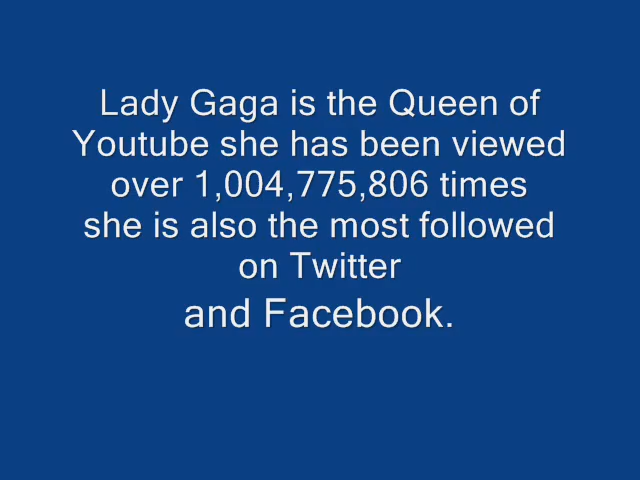 Lady Gaga is the Queen of
Youtube she has been viewed
over 1,004,775,806 times
she is also the most followed
on Twitter
and Facebook.